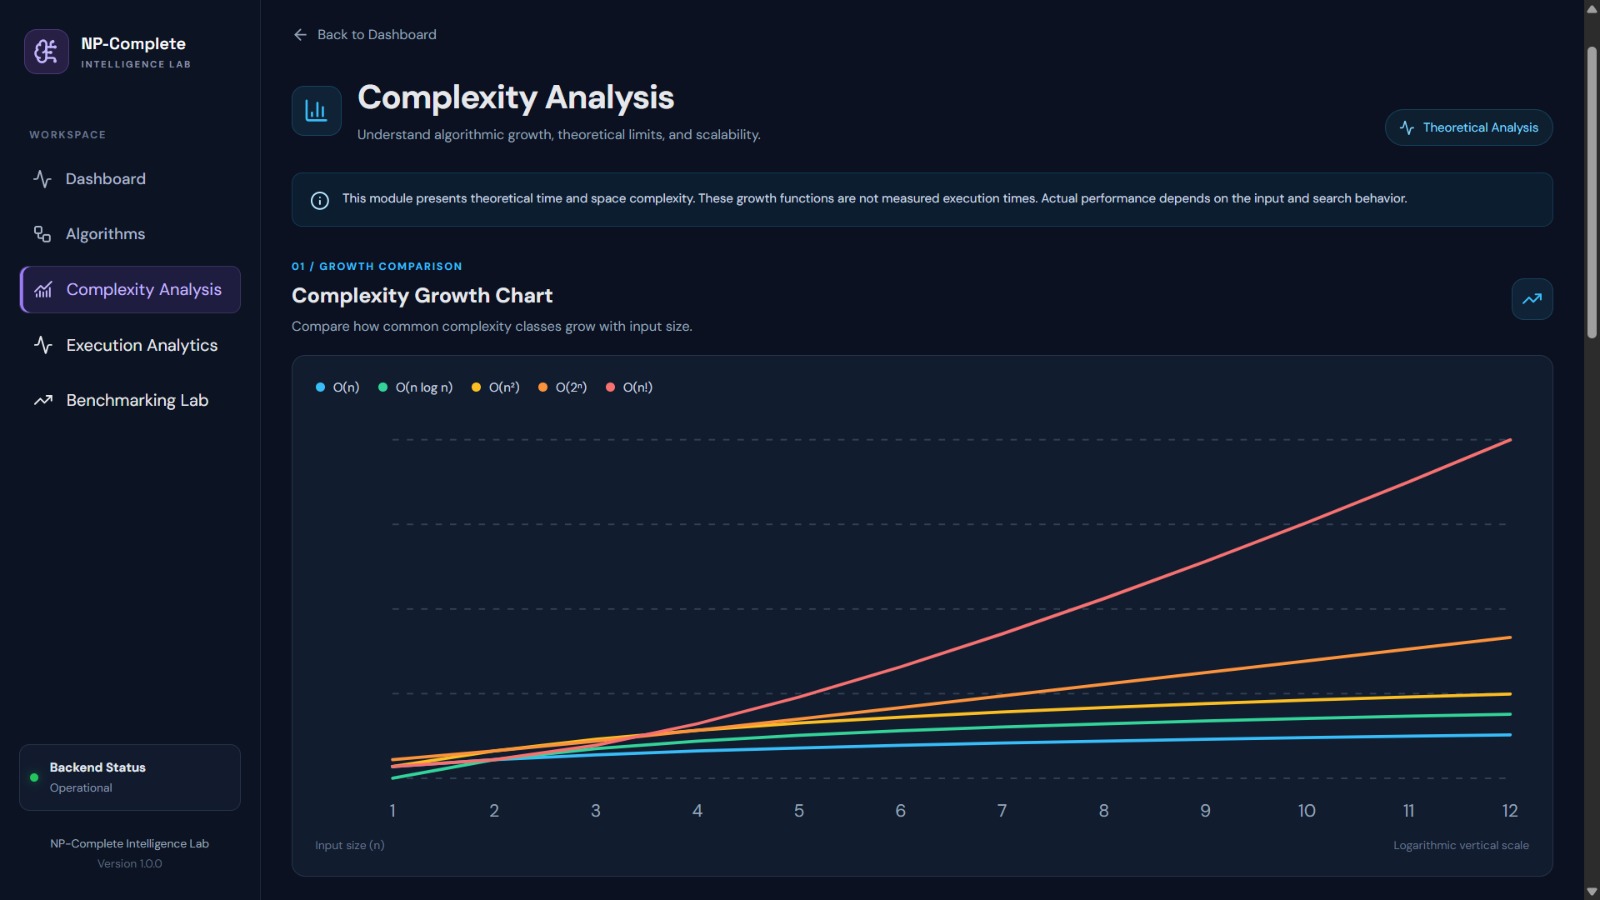 NP-Complete
INTELLIGENCE LAB
WORKSPACE
Dashboard
Algorithms
Complexity Analysis
Execution Analytics
Benchmarking Lab
Backend Status
Operational
NP-Complete Intelligence Lab
Version 1.0.0
Back to Dashboard
Complexity Analysis
Understand algorithmic growth, theoretical limits, and scalability.
Theoretical Analysis
This module presents theoretical time and space complexity. These growth functions are not measured execution times. Actual performance depends on the input and search behavior.
01 / GROWTH COMPARISON
Complexity Growth Chart
Compare how common complexity classes grow with input size.
O(n) O(n log n) O(n²) O(2ⁿ) O(n!)
1 2 3 4 5 6 7 8 9 10 11 12
Input size (n)
Logarithmic vertical scale